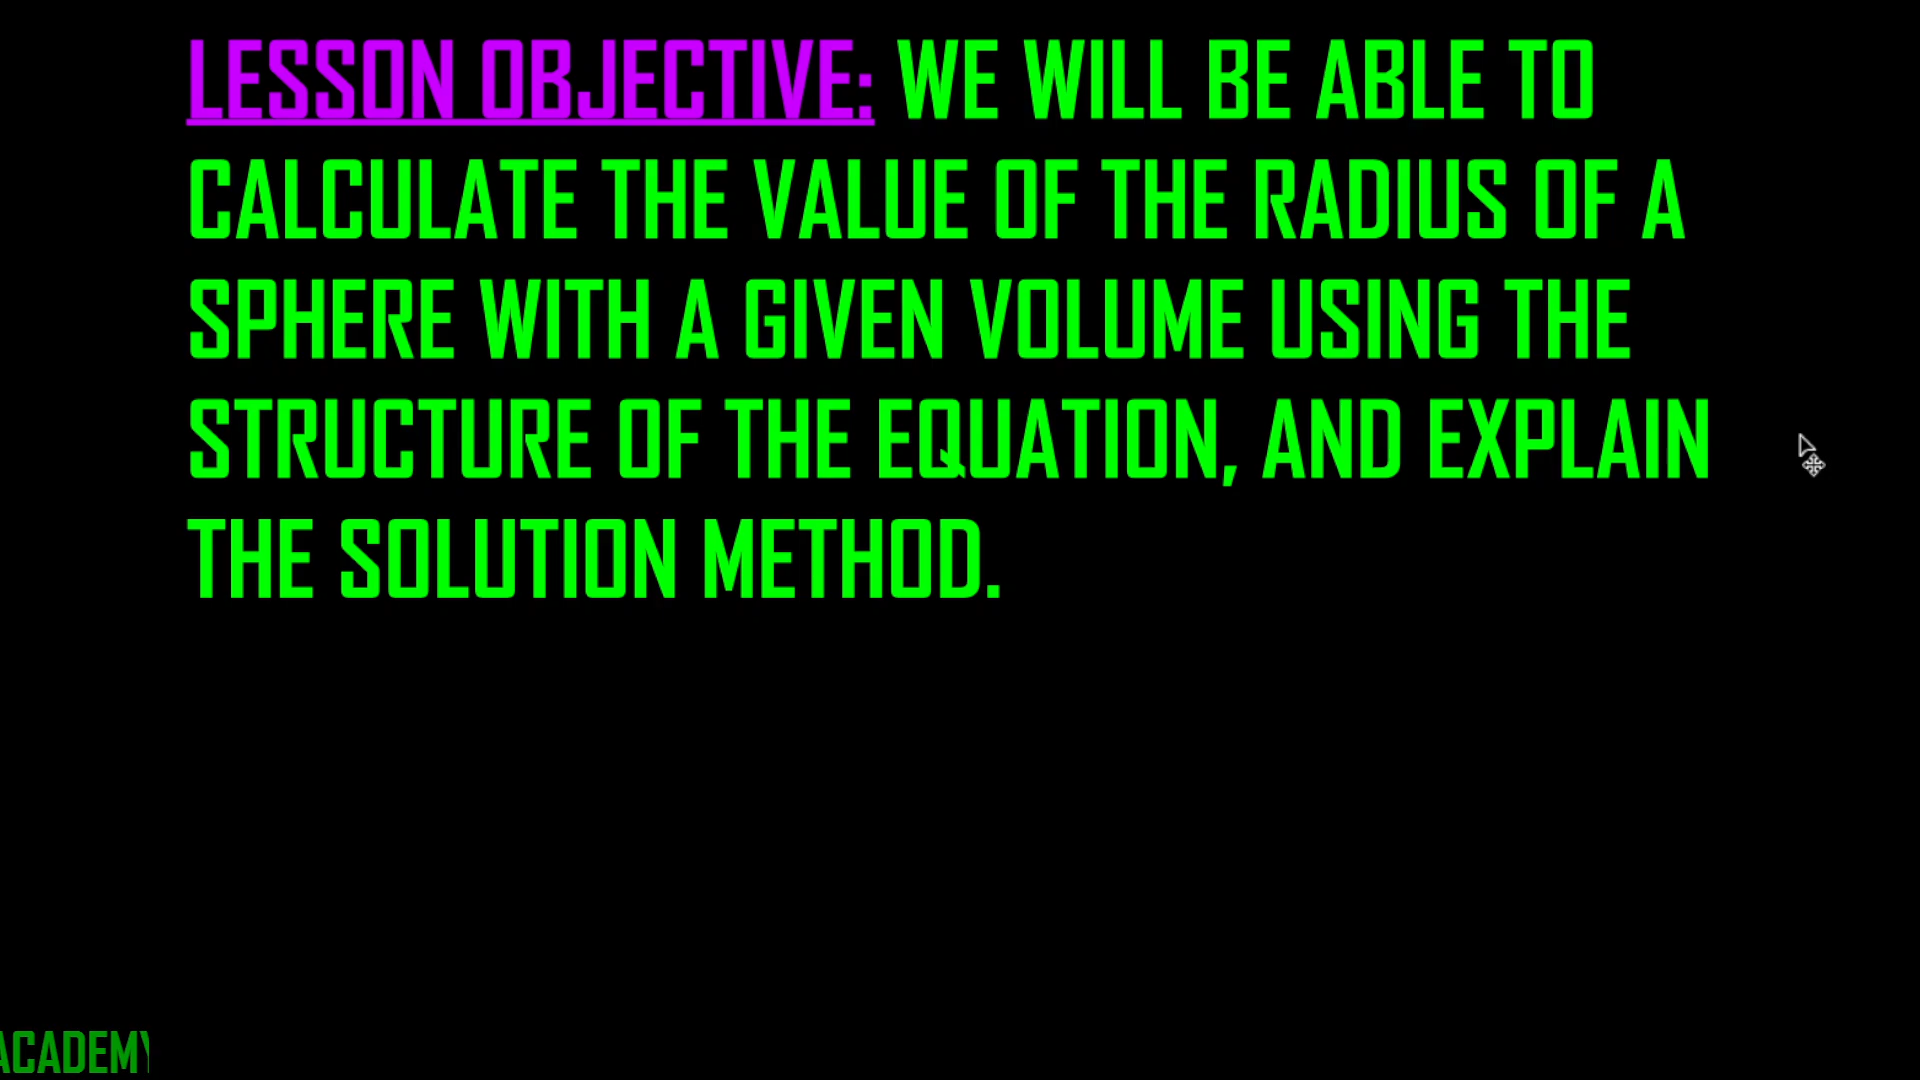 LESSON OBJECTIVE: WE WILL BE ABLE TO
CALCULATE THE VALUE OF THE RADIUS OF A
SPHERE WITH A GIVEN VOLUME USING THE
STRUCTURE OF THE EQUATION, AND EXPLAIN
THE SOLUTION METHOD.
ACADEMY